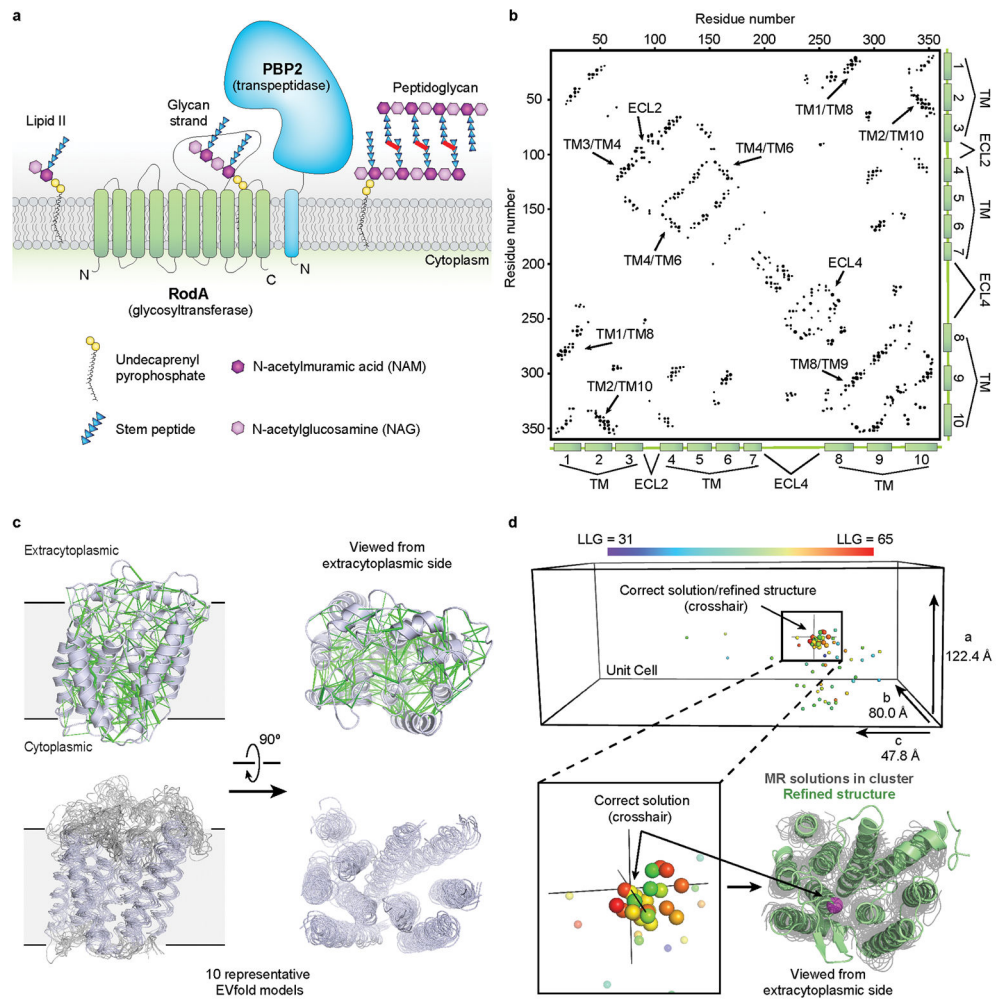 a
PBP2
(transpeptidase)
Peptidoglycan
Glycan
strand
Lipid II
N
C
N
Cytoplasm
RodA
(glycosyltransferase)
Undecaprenyl
pyrophosphate
N-acetylmuramic acid (NAM)
Stem peptide
N-acetylglucosamine (NAG)
b
Residue number
50 100 150 200 250 300 350
Residue number
50
100
150
200
250
300
350
TM1/TM8
ECL2
TM2/TM10
TM3/TM4
TM4/TM6
TM4/TM6
ECL4
TM1/TM8
TM8/TM9
TM2/TM10
1
2
3
4
5
6
7
8
9
10
TM
ECL2
TM
ECL4
TM
1 2 3 4 5 6 7 8 9 10
TM ECL2 TM ECL4 TM
c
Extracytoplasmic
Viewed from
extracytoplasmic side
Cytoplasmic
90º
10 representative
EVfold models
d
LLG = 31
LLG = 65
Correct solution/refined structure
(crosshair)
Unit Cell
a
122.4 Å
b
80.0 Å
c
47.8 Å
MR solutions in cluster
Refined structure
Correct solution
(crosshair)
Viewed from
extracytoplasmic side